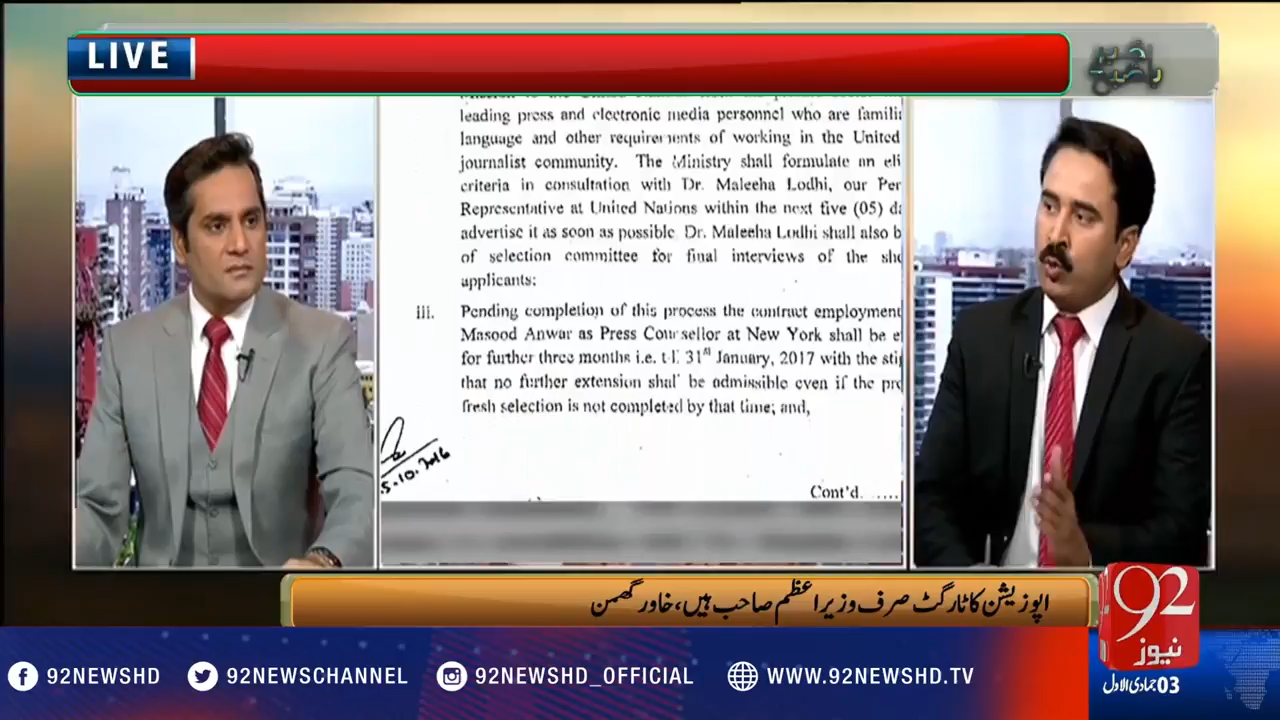 LIVE
leading press and electronic media personnel who are famili
language and other requirements of working in the United
journalist community. The Ministry shall formulate an eli
criteria in consultation with Dr. Maleeha Lodhi, our Per
Representative at United Nations within the next five (05) d
advertise it as soon as possible. Dr. Maleeha Lodhi shall also b
of selection committee for final interviews of the sh
applicants:
iii. Pending completion of this process the contract employment
Masood Anwar as Press Counsellor at New York shall be e
for further three months i.e. till 31st January, 2017 with the sti
that no further extension shall be admissible even if the pr
fresh selection is not completed by that time; and,
5.10.2016
Cont'd. ....
اپوزیشن کا ٹارگٹ صرف وزیراعظم صاحب ہیں، خاور گھمن
92
نیوز
03 جمادی الاول
92NEWSHD
92NEWSCHANNEL
92NEWSHD_OFFICIAL
WWW.92NEWSHD.TV